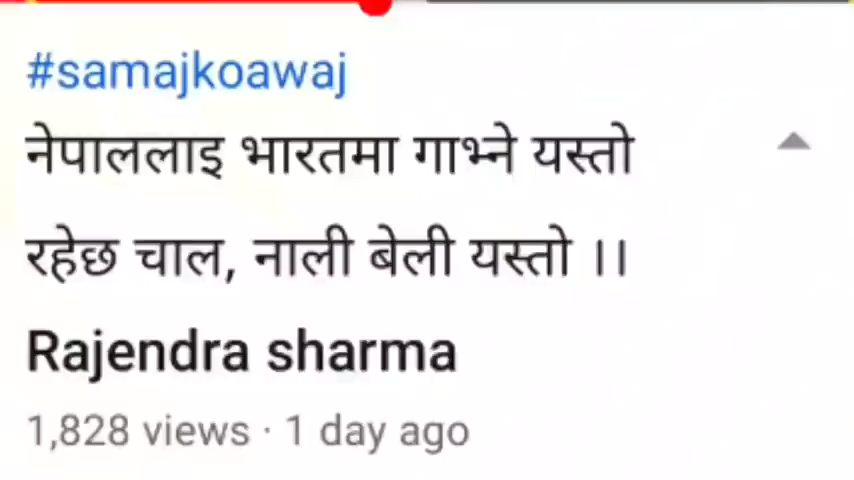 #samajkoawaj
नेपाललाइ भारतमा गाभ्ने यस्तो
रहेछ चाल, नाली बेली यस्तो ।।
Rajendra sharma
1,828 views · 1 day ago